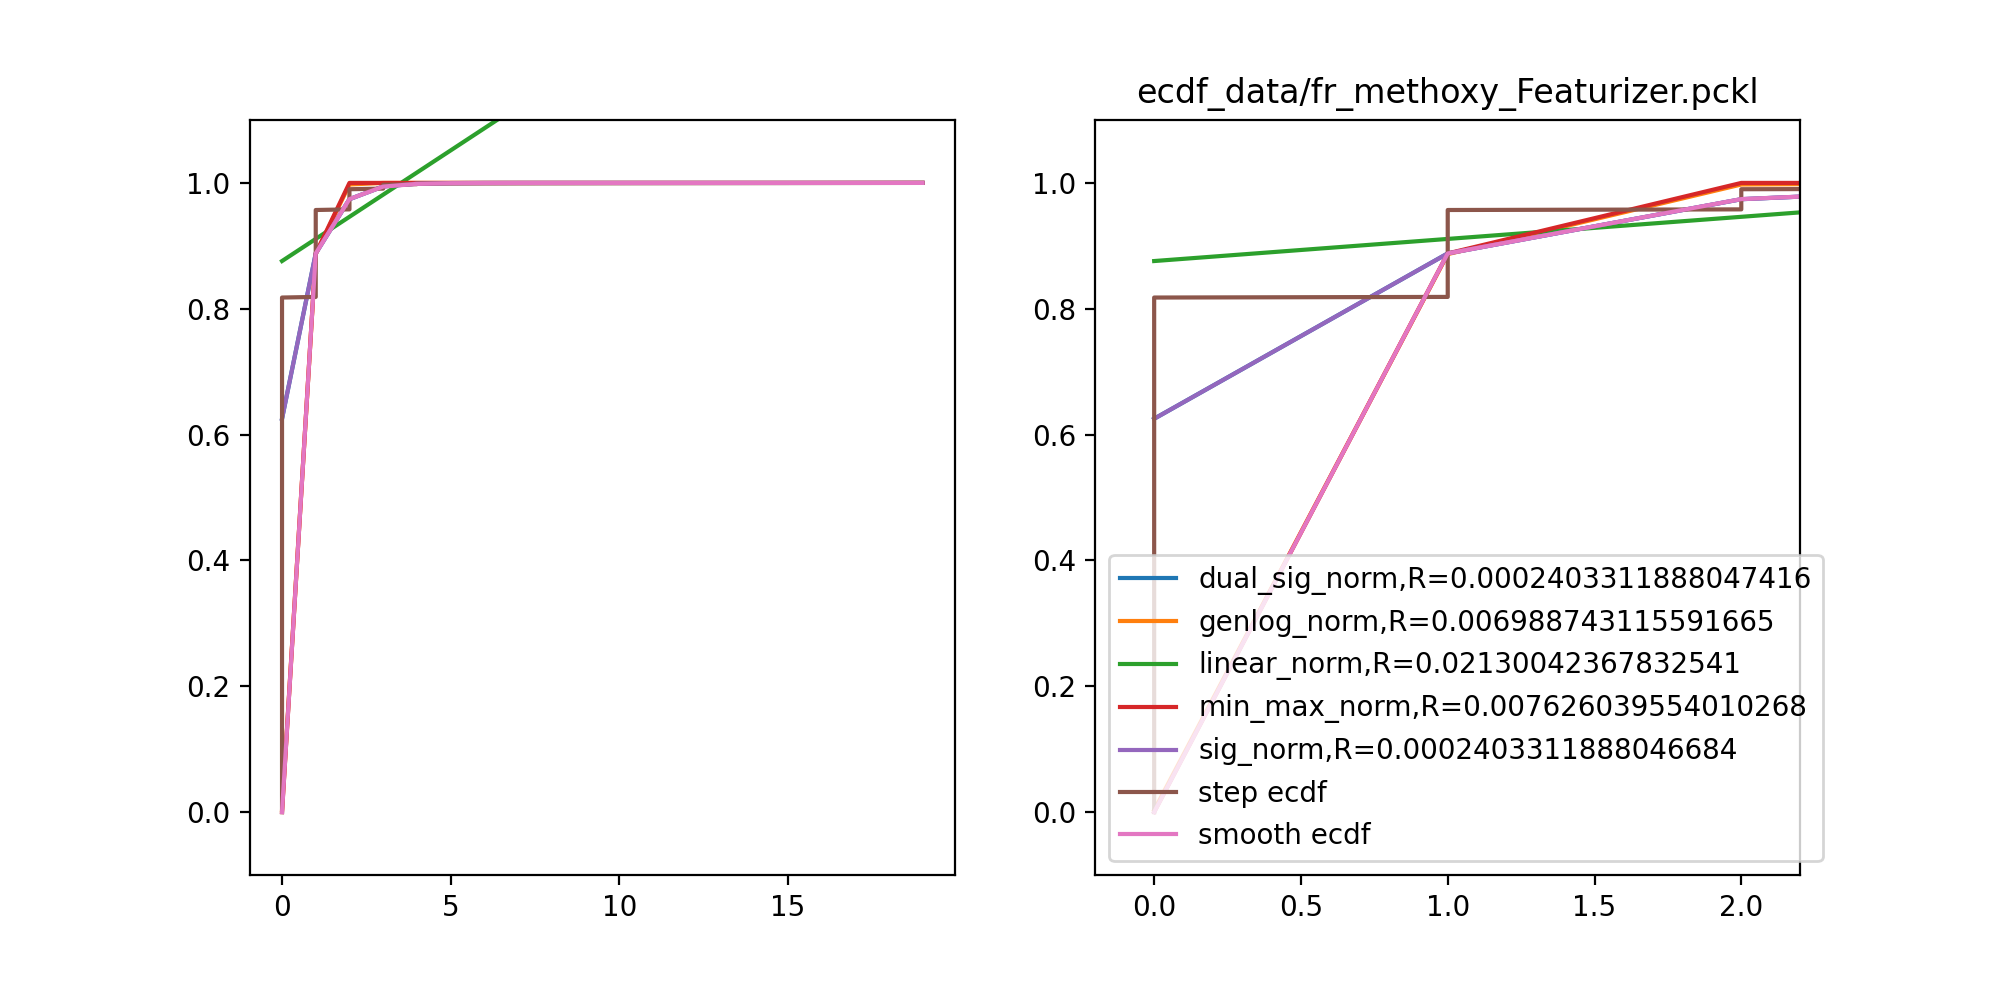 ecdf_data/fr_methoxy_Featurizer.pckl
1.0
0.8
0.6
0.4
0.2
0.0
0 5 10 15
1.0
0.8
0.6
0.4
0.2
0.0
0.0 0.5 1.0 1.5 2.0
dual_sig_norm,R=0.0002403311888047416
genlog_norm,R=0.006988743115591665
linear_norm,R=0.02130042367832541
min_max_norm,R=0.007626039554010268
sig_norm,R=0.0002403311888046684
step ecdf
smooth ecdf